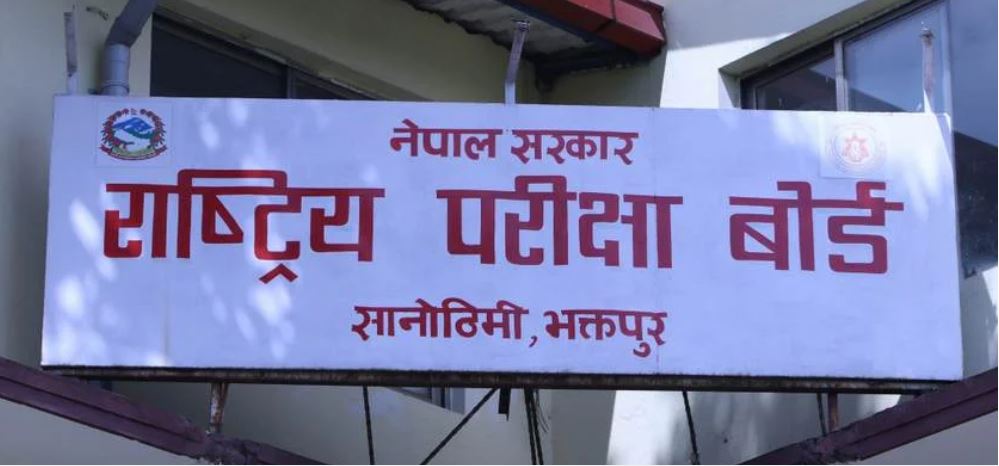 नेपाल सरकार
राष्ट्रिय परीक्षा बोर्ड
सानोठिमी, भक्तपुर